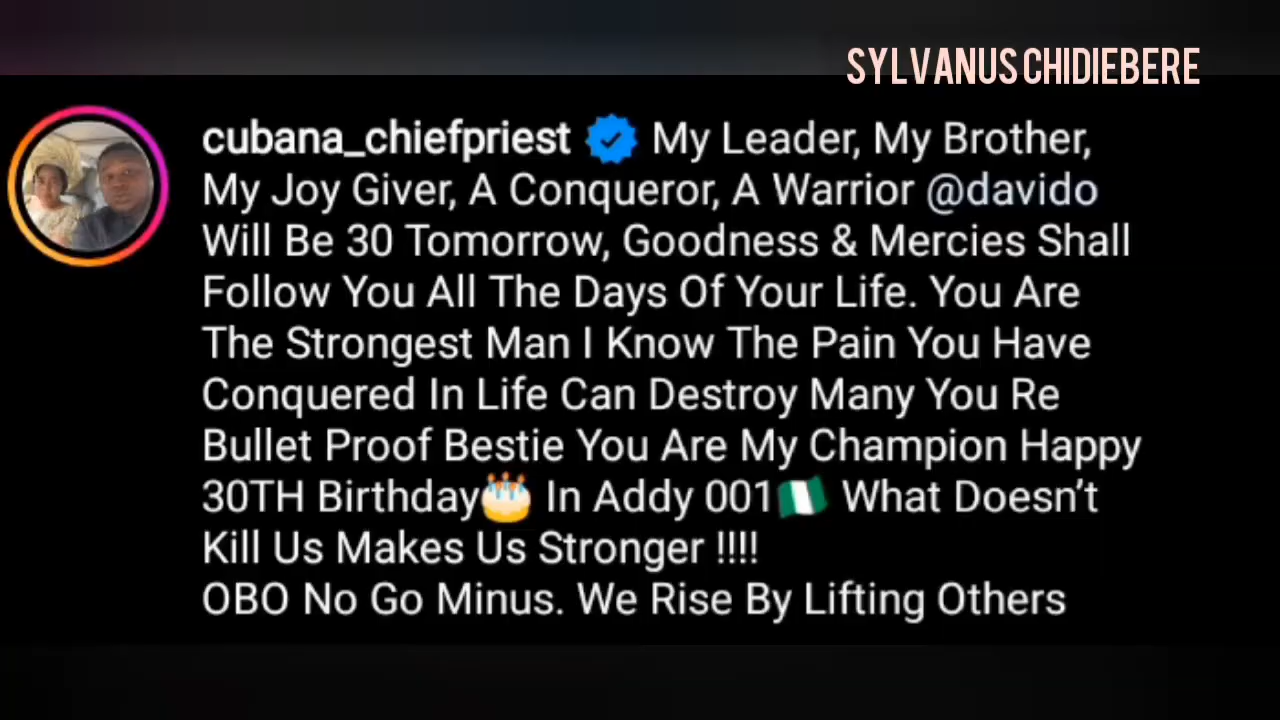 SYLVANUS CHIDIEBERE
cubana_chiefpriest My Leader, My Brother,
My Joy Giver, A Conqueror, A Warrior @davido
Will Be 30 Tomorrow, Goodness & Mercies Shall
Follow You All The Days Of Your Life. You Are
The Strongest Man I Know The Pain You Have
Conquered In Life Can Destroy Many You Re
Bullet Proof Bestie You Are My Champion Happy
30TH Birthday🎂 In Addy 001🇳🇬 What Doesn’t
Kill Us Makes Us Stronger !!!!
OBO No Go Minus. We Rise By Lifting Others